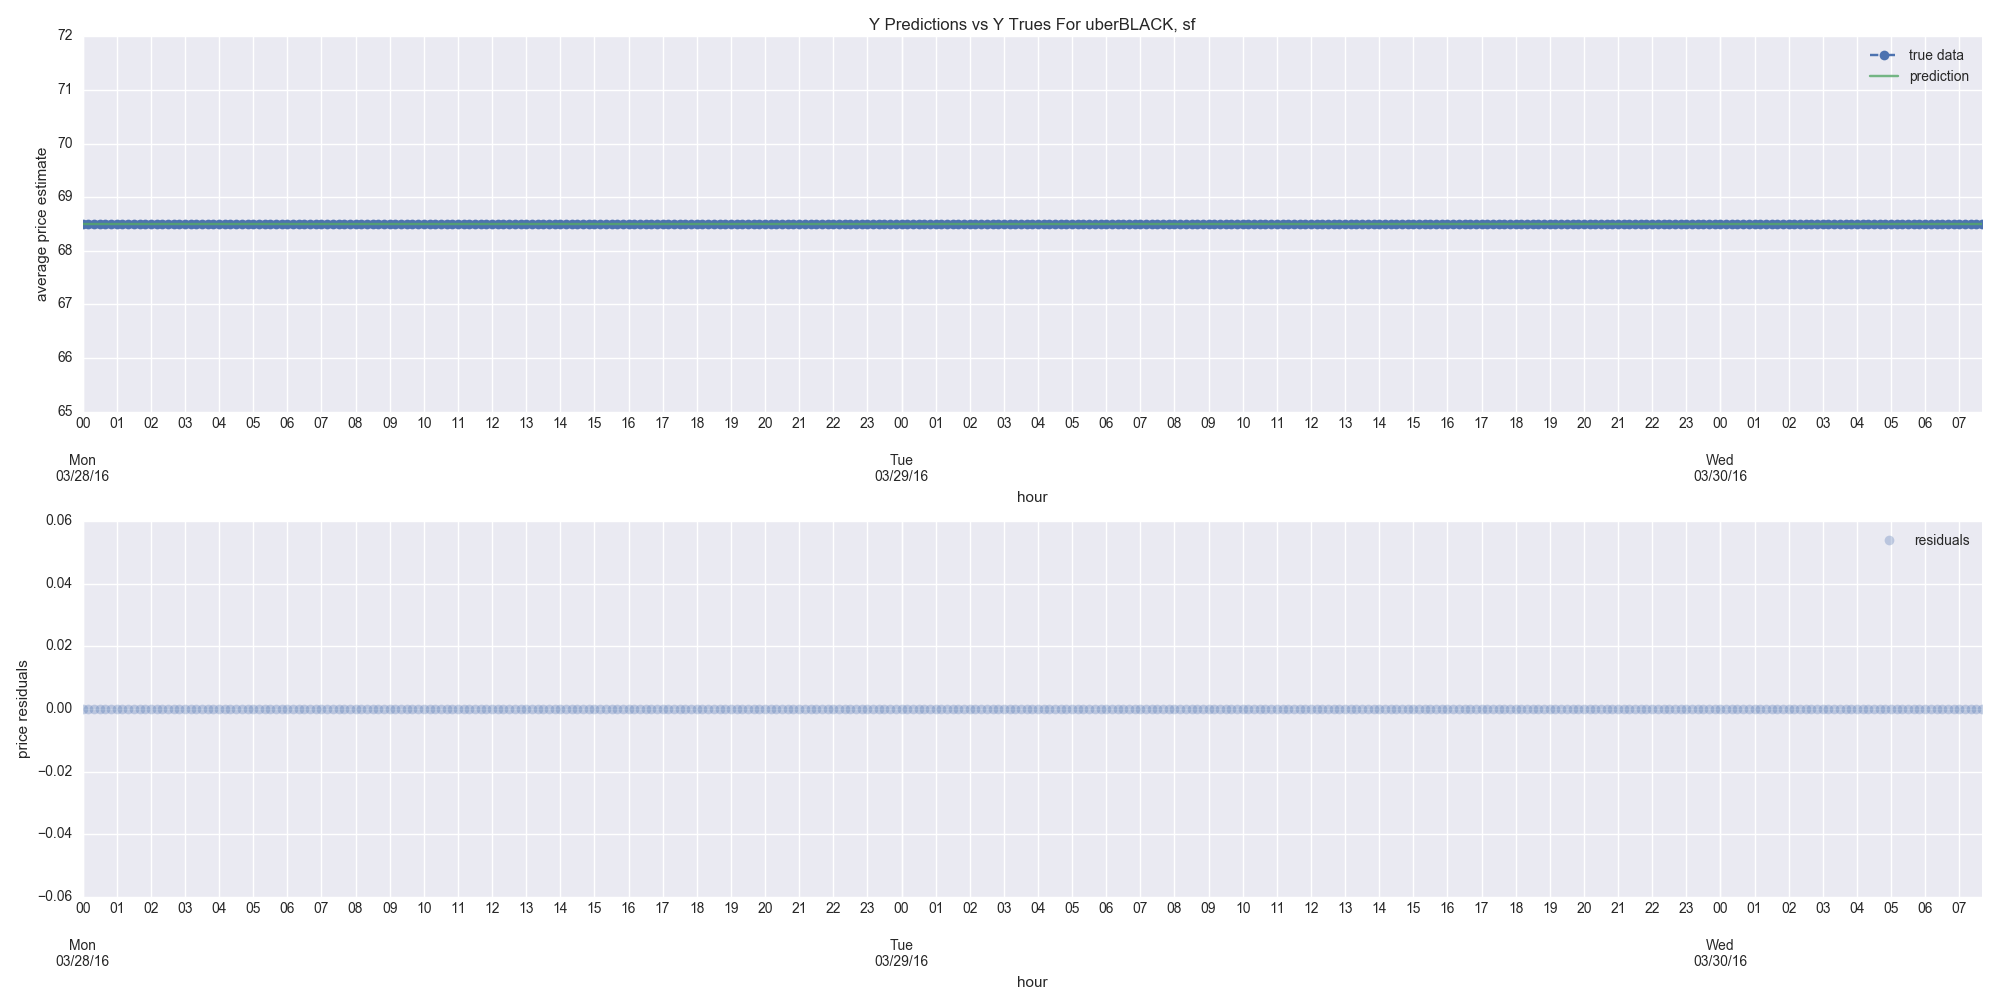 Y Predictions vs Y Trues For uberBLACK, sf
72
71
70
69
68
67
66
65
average price estimate
true data
prediction
00 01 02 03 04 05 06 07 08 09 10 11 12 13 14 15 16 17 18 19 20 21 22 23 00 01 02 03 04 05 06 07 08 09 10 11 12 13 14 15 16 17 18 19 20 21 22 23 00 01 02 03 04 05 06 07
Mon Tue Wed
03/28/16 03/29/16 03/30/16
hour
0.06
0.04
0.02
0.00
−0.02
−0.04
−0.06
price residuals
residuals
00 01 02 03 04 05 06 07 08 09 10 11 12 13 14 15 16 17 18 19 20 21 22 23 00 01 02 03 04 05 06 07 08 09 10 11 12 13 14 15 16 17 18 19 20 21 22 23 00 01 02 03 04 05 06 07
Mon Tue Wed
03/28/16 03/29/16 03/30/16
hour